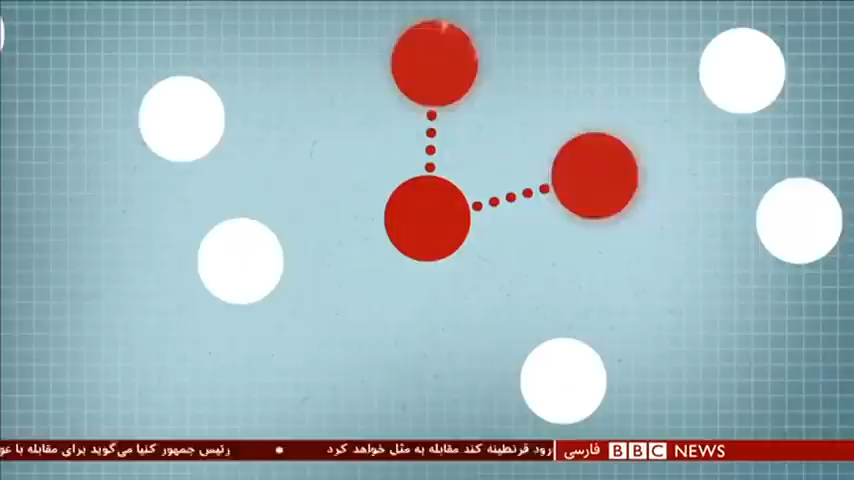 رود قرنطینه کند مقابله به مثل خواهد کرد * رئیس جمهور کنیا می‌گوید برای مقابله با
فارسی BBC NEWS